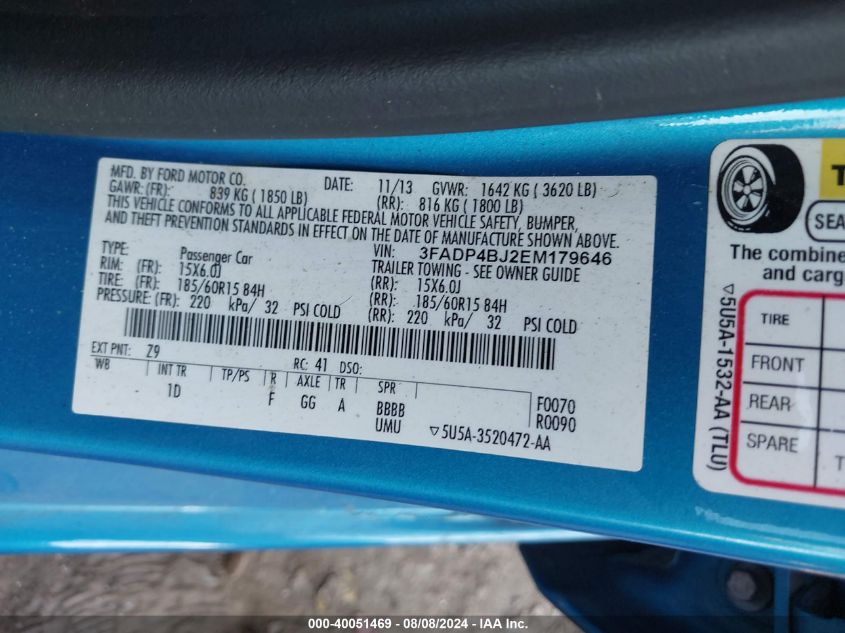 MFD. BY FORD MOTOR CO. DATE: 11/13 GVWR: 1642 KG ( 3620 LB)
GAWR: (FR): 839 KG ( 1850 LB) (RR): 816 KG ( 1800 LB)
THIS VEHICLE CONFORMS TO ALL APPLICABLE FEDERAL MOTOR VEHICLE SAFETY, BUMPER,
AND THEFT PREVENTION STANDARDS IN EFFECT ON THE DATE OF MANUFACTURE SHOWN ABOVE.
VIN: 3FADP4BJ2EM179646
TYPE: Passenger Car TRAILER TOWING - SEE OWNER GUIDE
RIM: (FR): 15X6.0J (RR): 15X6.0J
TIRE: (FR): 185/60R15 84H (RR): 185/60R15 84H
PRESSURE: (FR): 220 kPa/ 32 PSI COLD (RR): 220 kPa/ 32 PSI COLD
EXT PNT: Z9 RC: 41 DSO:
WB INT TR TP/PS R AXLE TR SPR F0070
1D F GG A BBBB R0090
UMU ▽5U5A-3520472-AA
SEA
The combine
and carg
TIRE
FRONT
REAR
SPARE
▽5U5A-1532-AA (TLU)
000-40051469 - 08/08/2024 - IAAI Inc.